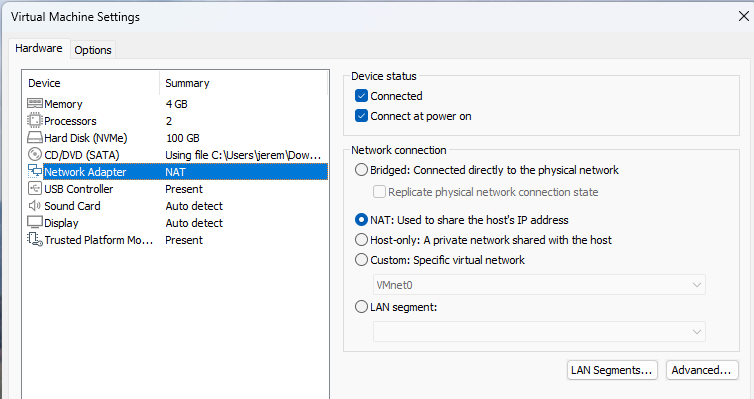 Virtual Machine Settings
Hardware Options
Device Summary
Memory 4 GB
Processors 2
Hard Disk (NVMe) 100 GB
CD/DVD (SATA) Using file C:\Users\jerem\Dow...
Network Adapter NAT
USB Controller Present
Sound Card Auto detect
Display Auto detect
Trusted Platform Mo... Present
Device status
Connected
Connect at power on
Network connection
Bridged: Connected directly to the physical network
Replicate physical network connection state
NAT: Used to share the host's IP address
Host-only: A private network shared with the host
Custom: Specific virtual network
VMnet0
LAN segment:
LAN Segments... Advanced...